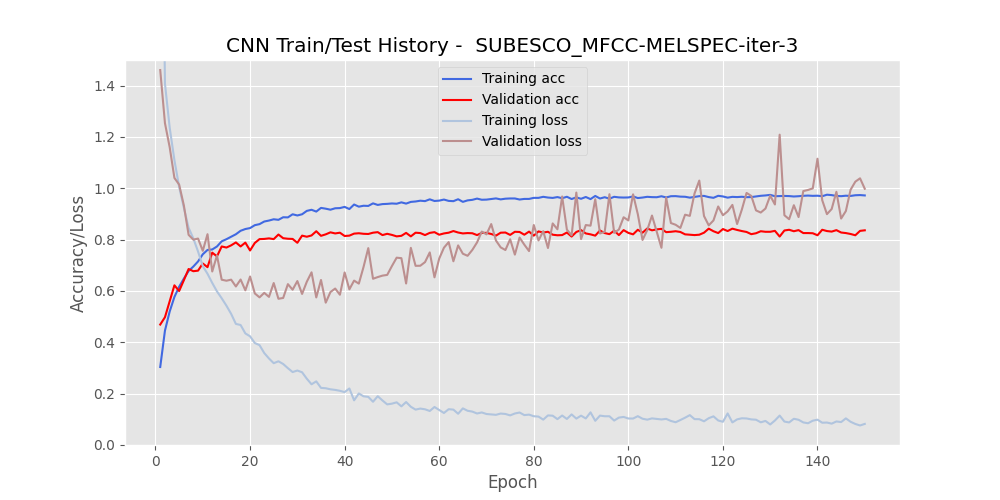 CNN Train/Test History -  SUBESCO_MFCC-MELSPEC-iter-3
Training acc
Validation acc
Training loss
Validation loss
Accuracy/Loss
1.4
1.2
1.0
0.8
0.6
0.4
0.2
0.0
0 20 40 60 80 100 120 140
Epoch